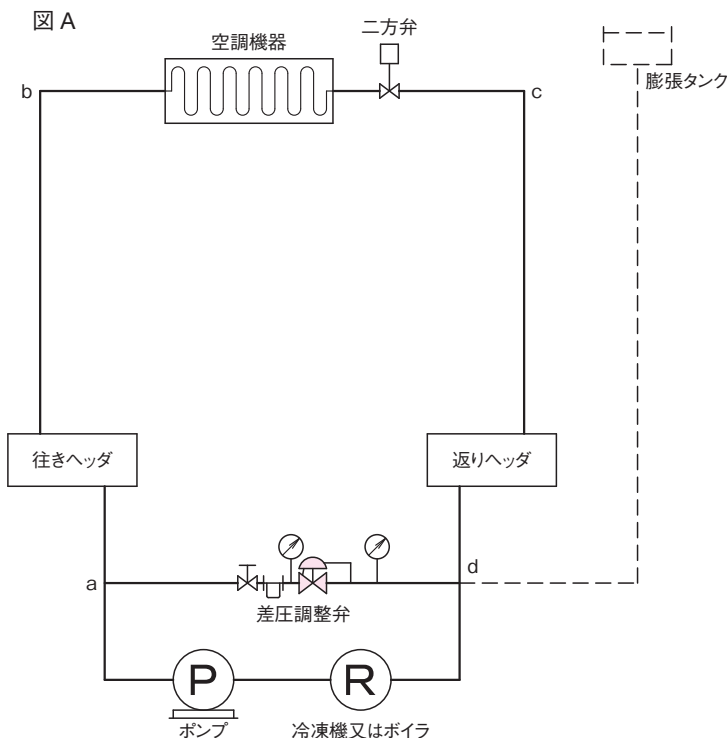 図 A
空調機器
二方弁
膨張タンク
b
c
往きヘッダ
返りヘッダ
a
d
差圧調整弁
P
R
ポンプ
冷凍機又はボイラ